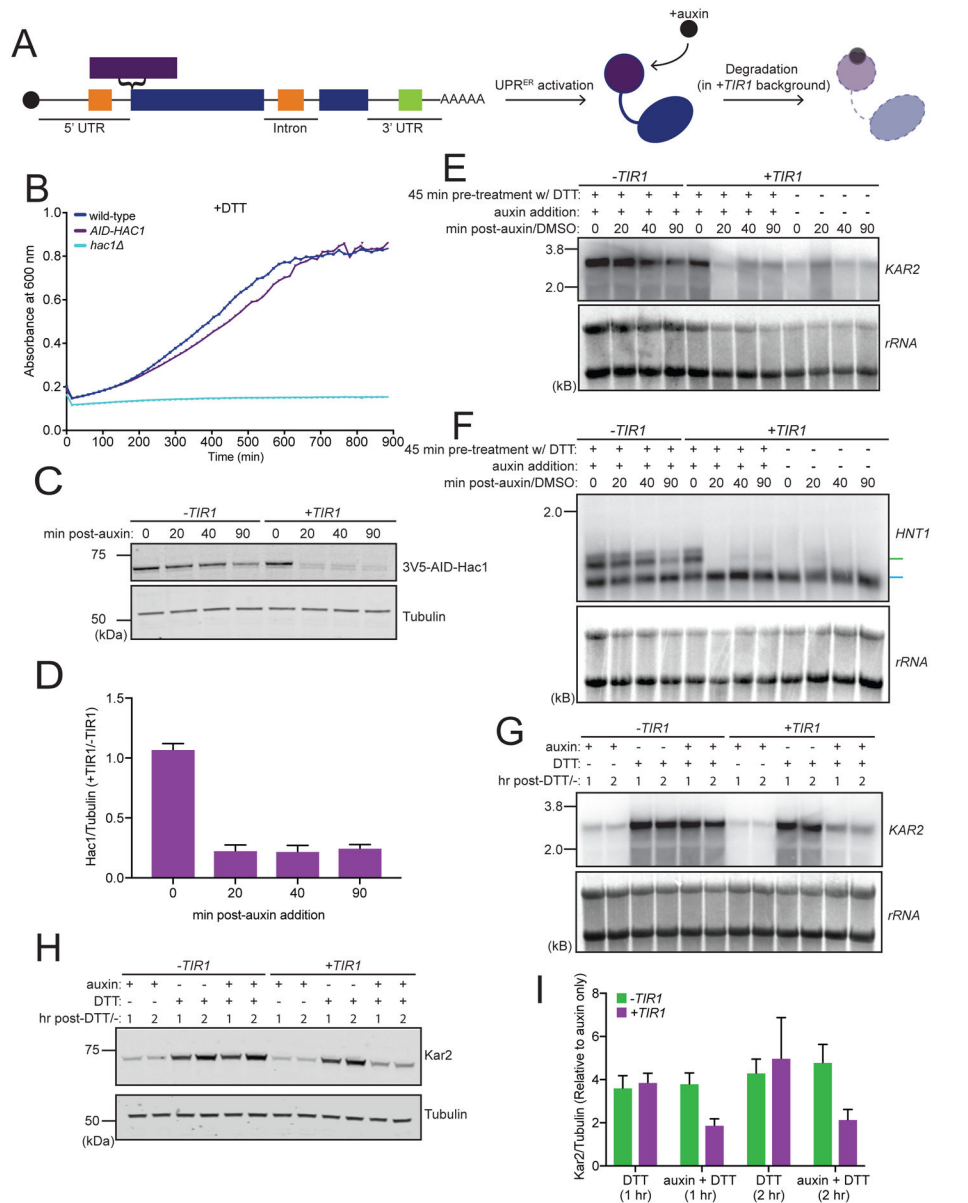 A
+auxin
UPRER activation
Degradation
(in +TIR1 background)
AAAAA
5' UTR
Intron
3' UTR
B
+DTT
wild-type
AID-HAC1
hac1Δ
Absorbance at 600 nm
1.0
0.8
0.6
0.4
0.2
0
0 100 200 300 400 500 600 700 800 900
Time (min)
C
-TIR1 +TIR1
min post-auxin: 0 20 40 90 0 20 40 90
75
3V5-AID-Hac1
Tubulin
50
(kDa)
D
Hac1/Tubulin (+TIR1/-TIR1)
1.5
1.0
0.5
0.0
0 20 40 90
min post-auxin addition
E
-TIR1 +TIR1
45 min pre-treatment w/ DTT: + + + + + + + + - - - -
auxin addition: + + + + + + + + - - - -
min post-auxin/DMSO: 0 20 40 90 0 20 40 90 0 20 40 90
3.8
KAR2
2.0
rRNA
(kB)
F
-TIR1 +TIR1
45 min pre-treatment w/ DTT: + + + + + + + + - - - -
auxin addition: + + + + + + + + - - - -
min post-auxin/DMSO: 0 20 40 90 0 20 40 90 0 20 40 90
2.0
HNT1
rRNA
(kB)
G
-TIR1 +TIR1
auxin: + + - - + + + + - - + +
DTT: - - + + + + - - + + + +
hr post-DTT/-: 1 2 1 2 1 2 1 2 1 2 1 2
3.8
KAR2
2.0
rRNA
(kB)
H
-TIR1 +TIR1
auxin: + + - - + + + + - - + +
DTT: - - + + + + - - + + + +
hr post-DTT/-: 1 2 1 2 1 2 1 2 1 2 1 2
75
Kar2
Tubulin
50
(kDa)
I
-TIR1
+TIR1
Kar2/Tubulin (Relative to auxin only)
8
6
4
2
0
DTT auxin + DTT DTT auxin + DTT
(1 hr) (1 hr) (2 hr) (2 hr)